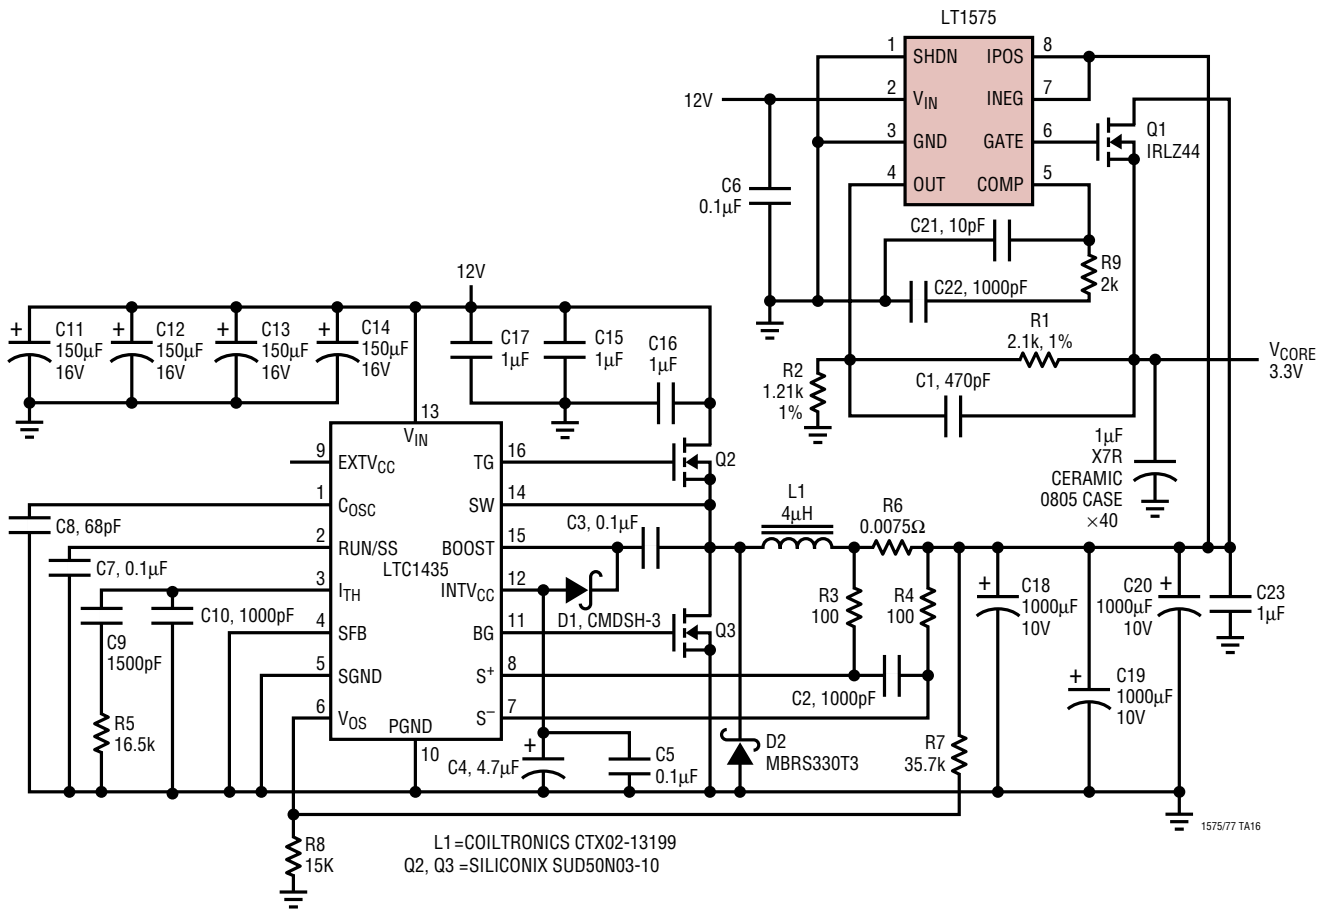 LT1575
1
SHDN
IPOS
8
12V
2
V_IN
INEG
7
3
GND
GATE
6
Q1
IRLZ44
4
OUT
COMP
5
C6
0.1µF
C21, 10pF
R9
2k
C22, 1000pF
R1
2.1k, 1%
V_CORE
3.3V
R2
1.21k
1%
C1, 470pF
1µF
X7R
CERAMIC
0805 CASE
×40
12V
+
C11
150µF
16V
+
C12
150µF
16V
+
C13
150µF
16V
+
C14
150µF
16V
C17
1µF
C15
1µF
C16
1µF
13
V_IN
9
EXTV_CC
TG
16
Q2
1
C_OSC
SW
14
C8, 68pF
C3, 0.1µF
L1
4µH
R6
0.0075Ω
2
RUN/SS
BOOST
15
LTC1435
C7, 0.1µF
3
I_TH
INTV_CC
12
D1, CMDSH-3
C10, 1000pF
C9
1500pF
4
SFB
BG
11
Q3
R3
100
R4
100
+
C18
1000µF
10V
C20
1000µF
10V
+
C23
1µF
5
SGND
S+
8
C2, 1000pF
+
C19
1000µF
10V
6
V_OS
PGND
S−
7
R5
16.5k
10
+
C4, 4.7µF
C5
0.1µF
D2
MBRS330T3
R7
35.7k
R8
15K
L1=COILTRONICS CTX02-13199
Q2, Q3 =SILICONIX SUD50N03-10
1575/77 TA16